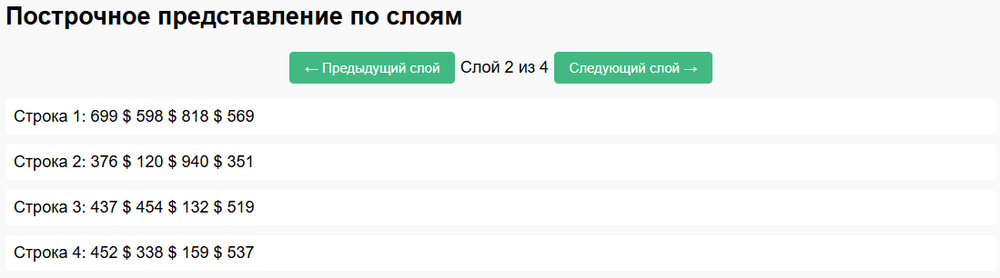 Построчное представление по слоям
← Предыдущий слой Слой 2 из 4 Следующий слой →
Строка 1: 699 $ 598 $ 818 $ 569
Строка 2: 376 $ 120 $ 940 $ 351
Строка 3: 437 $ 454 $ 132 $ 519
Строка 4: 452 $ 338 $ 159 $ 537